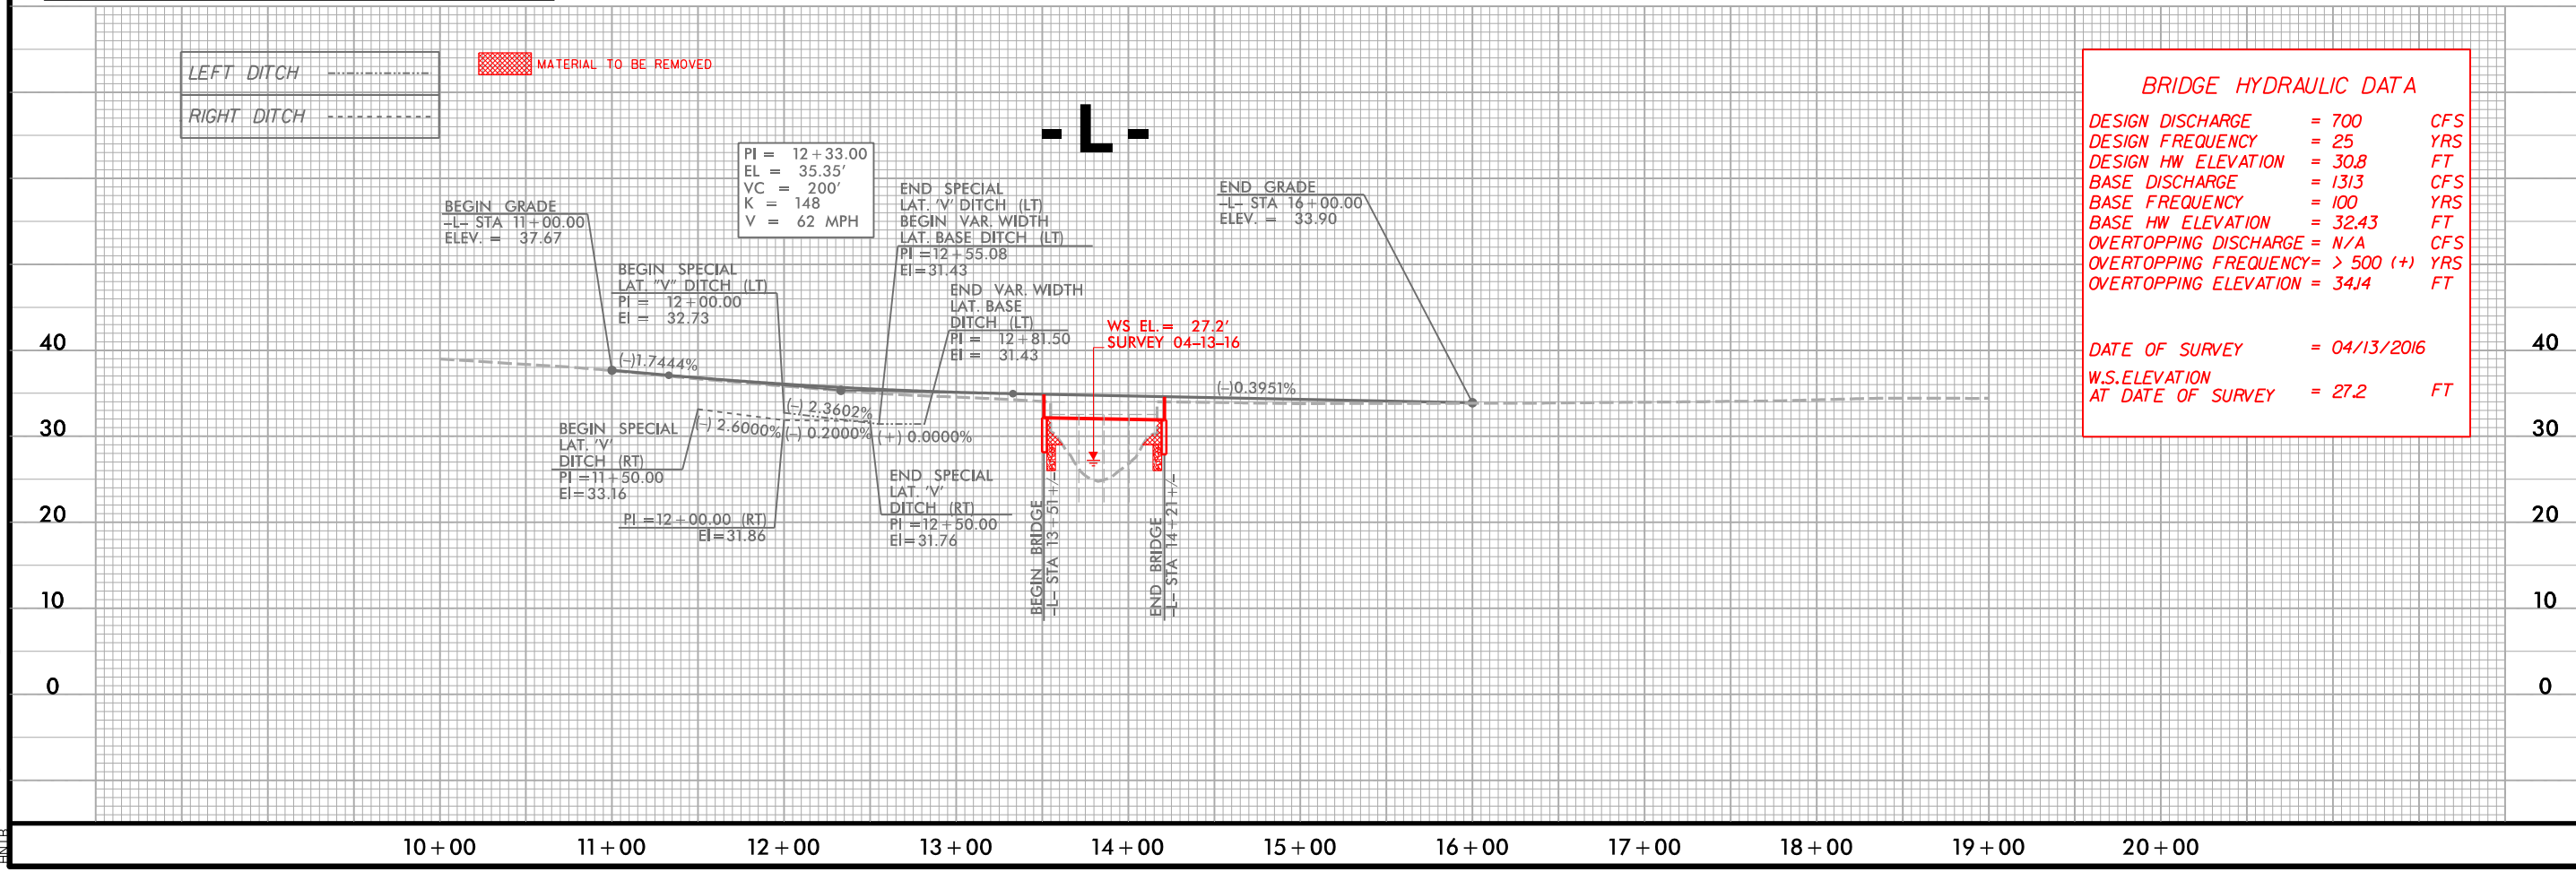 LEFT DITCH
RIGHT DITCH
MATERIAL TO BE REMOVED
-L-
PI = 12+33.00
EL = 35.35'
VC = 200'
K = 148
V = 62 MPH
BEGIN GRADE
-L- STA 11+00.00
ELEV. = 37.67
BEGIN SPECIAL
LAT. "V" DITCH (LT)
PI = 12+00.00
El = 32.73
END SPECIAL
LAT. 'V' DITCH (LT)
BEGIN VAR. WIDTH
LAT. BASE DITCH (LT)
PI =12+55.08
El=31.43
END VAR. WIDTH
LAT. BASE
DITCH (LT)
PI = 12+81.50
El = 31.43
WS EL.= 27.2'
SURVEY 04-13-16
END GRADE
-L- STA 16+00.00
ELEV. = 33.90
(-)1.7444%
(-)0.3951%
(-) 2.3602%
(-) 2.6000%
(-) 0.2000%
(+) 0.0000%
BEGIN SPECIAL
LAT. 'V'
DITCH (RT)
PI =11+50.00
El=33.16
PI =12+00.00 (RT)
El=31.86
END SPECIAL
LAT. 'V'
DITCH (RT)
PI =12+50.00
El=31.76
BEGIN BRIDGE
-L- STA 13+51+/-
END BRIDGE
-L- STA 14+21+/-
BRIDGE HYDRAULIC DATA
DESIGN DISCHARGE = 700 CFS
DESIGN FREQUENCY = 25 YRS
DESIGN HW ELEVATION = 30.8 FT
BASE DISCHARGE = 1313 CFS
BASE FREQUENCY = 100 YRS
BASE HW ELEVATION = 32.43 FT
OVERTOPPING DISCHARGE = N/A CFS
OVERTOPPING FREQUENCY= > 500 (+) YRS
OVERTOPPING ELEVATION = 34.14 FT
DATE OF SURVEY = 04/13/2016
W.S.ELEVATION
AT DATE OF SURVEY = 27.2 FT
40 40
30 30
20 20
10 10
0 0
10+00 11+00 12+00 13+00 14+00 15+00 16+00 17+00 18+00 19+00 20+00